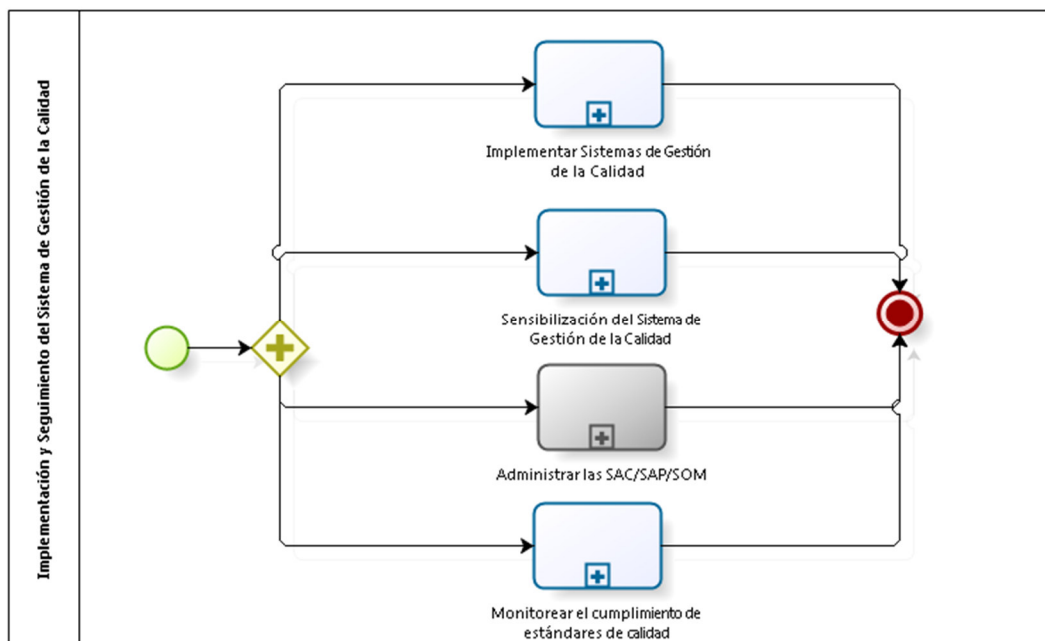 Implementación y Seguimiento del Sistema de Gestión de la Calidad
Implementar Sistemas de Gestión
de la Calidad
Sensibilización del Sistema de
Gestión de la Calidad
Administrar las SAC/SAP/SOM
Monitorear el cumplimiento de
estándares de calidad